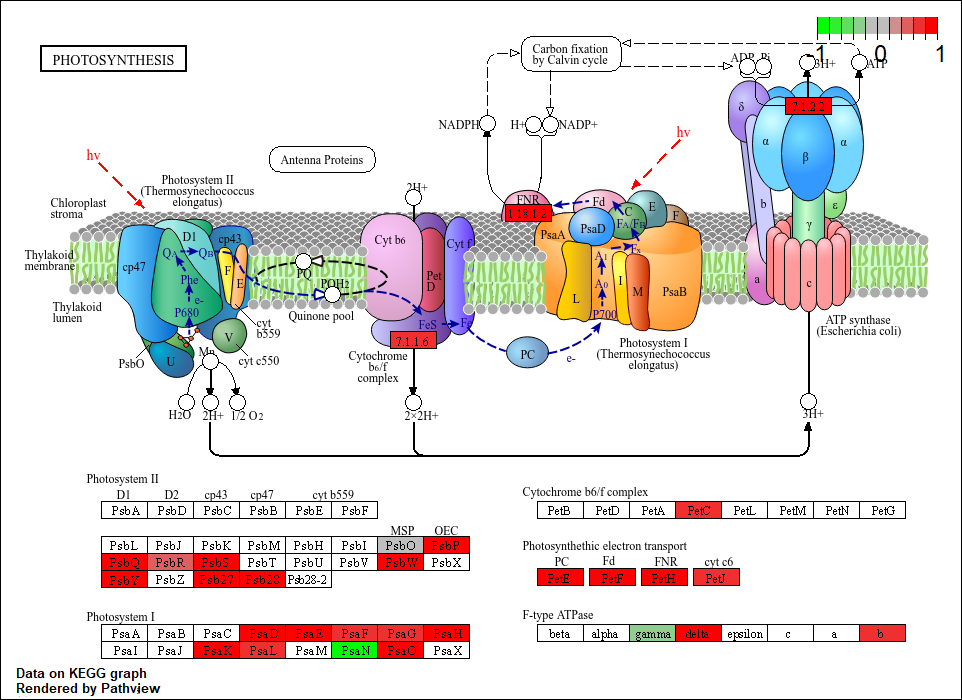 -1 0 1
PHOTOSYNTHESIS
Carbon fixation
by Calvin cycle
ADP Pi 3H+ ATP
NADPH H+ NADP+
7.1.2.2
δ α β α
hν hν
Antenna Proteins
Photosystem II
(Thermosynechococcus
elongatus)
Chloroplast
stroma
2H+
b ε γ
FNR
1.18.1.2
Fd
C E F
FA/FB
PsaA PsaD
D1 cp43
QA QB
Cyt b6 Cyt f
Fx
Thylakoid
membrane
cp47
F E
PQ
Pet
D
A1
A0
PQH2
Phe
e-
L I M PsaB
a c
Thylakoid
lumen
P680
Quinone pool
FeS Fe
P700
cyt
b559
ATP synthase
(Escherichia coli)
V
Mn
7.1.1.6
PsbO U
cyt c550
Cytochrome
b6/f
complex
PC
e-
Photosystem I
(Thermosynechococcus
elongatus)
H2O 2H+ 1/2 O2
2×2H+
3H+
Photosystem II
D1 D2 cp43 cp47 cyt b559
PsbA PsbD PsbC PsbB PsbE PsbF
MSP OEC
PsbL PsbJ PsbK PsbM PsbH PsbI PsbO PsbP
PsbQ PsbR PsbS PsbT PsbU PsbV PsbW PsbX
PsbY PsbZ Psb27 Psb28 Psb28-2
Photosystem I
PsaA PsaB PsaC PsaD PsaE PsaF PsaG PsaH
PsaI PsaJ PsaK PsaL PsaM PsaN PsaO PsaX
Cytochrome b6/f complex
PetB PetD PetA PetC PetL PetM PetN PetG
Photosynthethic electron transport
PC Fd FNR cyt c6
PetE PetF PetH PetJ
F-type ATPase
beta alpha gamma delta epsilon c a b
Data on KEGG graph
Rendered by Pathview